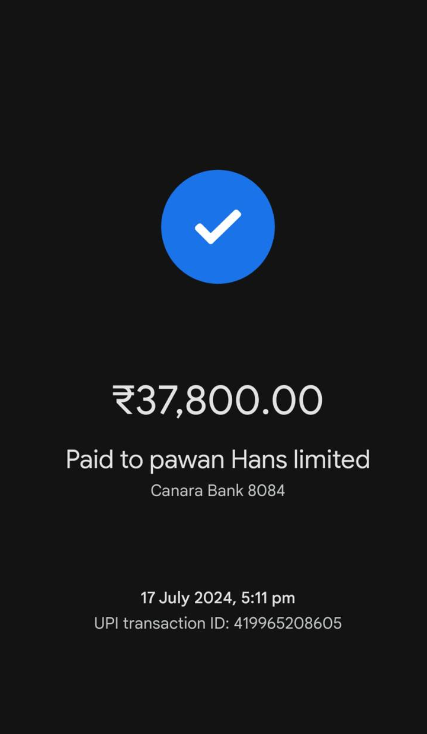 ₹37,800.00
Paid to pawan Hans limited
Canara Bank 8084
17 July 2024, 5:11 pm
UPI transaction ID: 419965208605